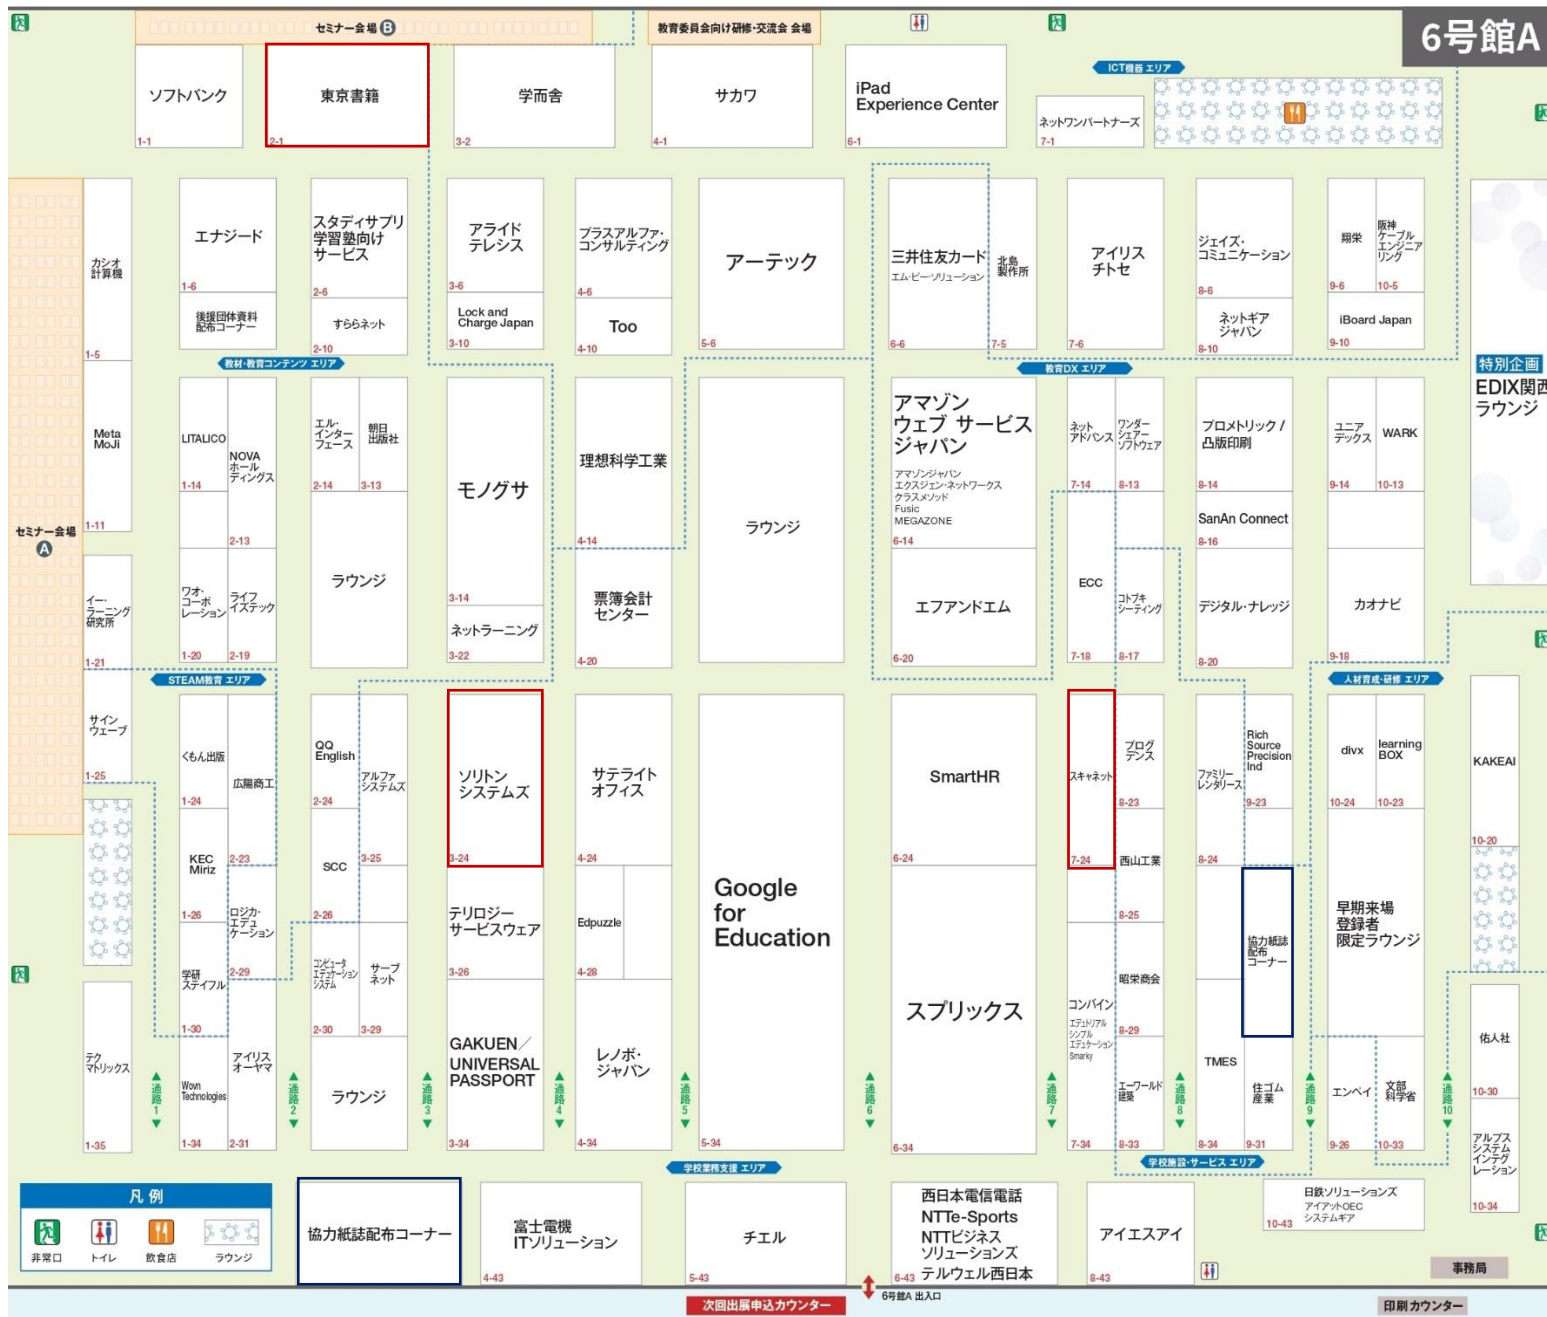 セミナー会場 B
教育委員会向け研修・交流会 会場
6号館A
ICT機器 エリア
ソフトバンク
1-1
東京書籍
2-1
学而舎
3-2
サカワ
4-1
iPad
Experience Center
6-1
ネットワンパートナーズ
7-1
カシオ
計算機
1-5
エナジード
1-6
後援団体資料
配布コーナー
スタディサプリ
学習塾向け
サービス
2-6
すららネット
2-10
アライド
テレシス
3-6
Lock and
Charge Japan
3-10
プラスアルファ・
コンサルティング
4-6
Too
4-10
アーテック
5-6
三井住友カード
エム・ピー・ソリューション
6-6
北島
製作所
7-5
アイリス
チトセ
7-6
ジェイズ・
コミュニケーション
8-6
ネットギア
ジャパン
8-10
翔栄
9-6
阪神
ケーブル
エンジニア
リング
10-5
iBoard Japan
9-10
特別企画
EDIX関西
ラウンジ
教材・教育コンテンツ エリア
教育DX エリア
Meta
MoJi
1-11
セミナー会場
A
LITALICO
1-14
NOVA
ホール
ディングス
2-13
エル・
インター
フェース
2-14
朝日
出版社
3-13
モノグサ
3-14
理想科学工業
4-14
ラウンジ
アマゾン
ウェブ サービス
ジャパン
アマゾンジャパン
エクスジェン・ネットワークス
クラスメソッド
Fusic
MEGAZONE
6-14
ネット
アドバンス
7-14
ワンダー
シェアー
ソフトウェア
8-13
プロメトリック /
凸版印刷
8-14
SanAn Connect
8-16
ユニア
デックス
9-14
WARK
10-13
イー・
ラーニング
研究所
1-21
ワオ・
コーポ
レーション
1-20
ライフ
イズテック
2-19
ラウンジ
ネットラーニング
3-22
票簿会計
センター
4-20
エフアンドエム
6-20
ECC
7-18
コトブキ
シーティング
8-17
デジタル・ナレッジ
8-20
カオナビ
9-18
STEAM教育 エリア
人材育成・研修 エリア
サイン
ウェーブ
1-25
くもん出版
1-24
広陽商工
2-23
QQ
English
2-24
アルファ
システムズ
3-25
ソリトン
システムズ
3-24
サテライト
オフィス
4-24
Google
for
Education
5-34
SmartHR
6-24
スキャネット
7-24
プログ
デンス
8-23
西山工業
8-25
ファミリー
レンタリース
8-24
Rich
Source
Precision
Ind
9-23
divx
10-24
learning
BOX
10-23
KAKEAI
10-20
KEC
Miriz
1-26
ロジカ・
エデュ
ケーション
2-29
SCC
2-26
テリロジー
サービスウェア
3-26
Edpuzzle
4-28
協力紙誌
配布
コーナー
早期来場
登録者
限定ラウンジ
学研
ステイフル
1-30
コンピュータ
エデュケーション
システム
2-30
サーブ
ネット
3-29
スプリックス
6-34
コンバイン
エデュトリアル
シンプル
エデュケーション
Smarky
7-34
昭栄商会
8-29
テク
マトリックス
1-35
Wovn
Technologies
1-34
アイリス
オーヤマ
2-31
ラウンジ
GAKUEN／
UNIVERSAL
PASSPORT
3-34
レノボ・
ジャパン
4-34
エーワールド
建築
8-33
TMES
8-34
住ゴム
産業
9-31
エンペイ
9-26
文部
科学省
10-33
佑人社
10-30
アルプス
システム
インテグ
レーション
10-34
通路1
通路2
通路3
通路4
通路5
通路6
通路7
通路8
通路9
通路10
学校業務支援 エリア
学校施設・サービス エリア
凡 例
非常口
トイレ
飲食店
ラウンジ
協力紙誌配布コーナー
富士電機
ITソリューション
4-43
チエル
5-43
西日本電信電話
NTTe-Sports
NTTビジネス
ソリューションズ
6-43 テルウェル西日本
アイエスアイ
8-43
日鉄ソリューションズ
アイアットOEC
システムギア
10-43
事務局
次回出展申込カウンター
6号館A 出入口
印刷カウンター